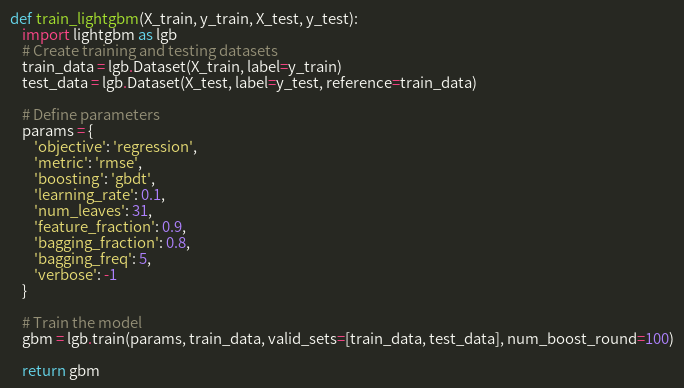 def train_lightgbm(X_train, y_train, X_test, y_test):
    import lightgbm as lgb
    # Create training and testing datasets
    train_data = lgb.Dataset(X_train, label=y_train)
    test_data = lgb.Dataset(X_test, label=y_test, reference=train_data)

    # Define parameters
    params = {
        'objective': 'regression',
        'metric': 'rmse',
        'boosting': 'gbdt',
        'learning_rate': 0.1,
        'num_leaves': 31,
        'feature_fraction': 0.9,
        'bagging_fraction': 0.8,
        'bagging_freq': 5,
        'verbose': -1
    }

    # Train the model
    gbm = lgb.train(params, train_data, valid_sets=[train_data, test_data], num_boost_round=100)

    return gbm